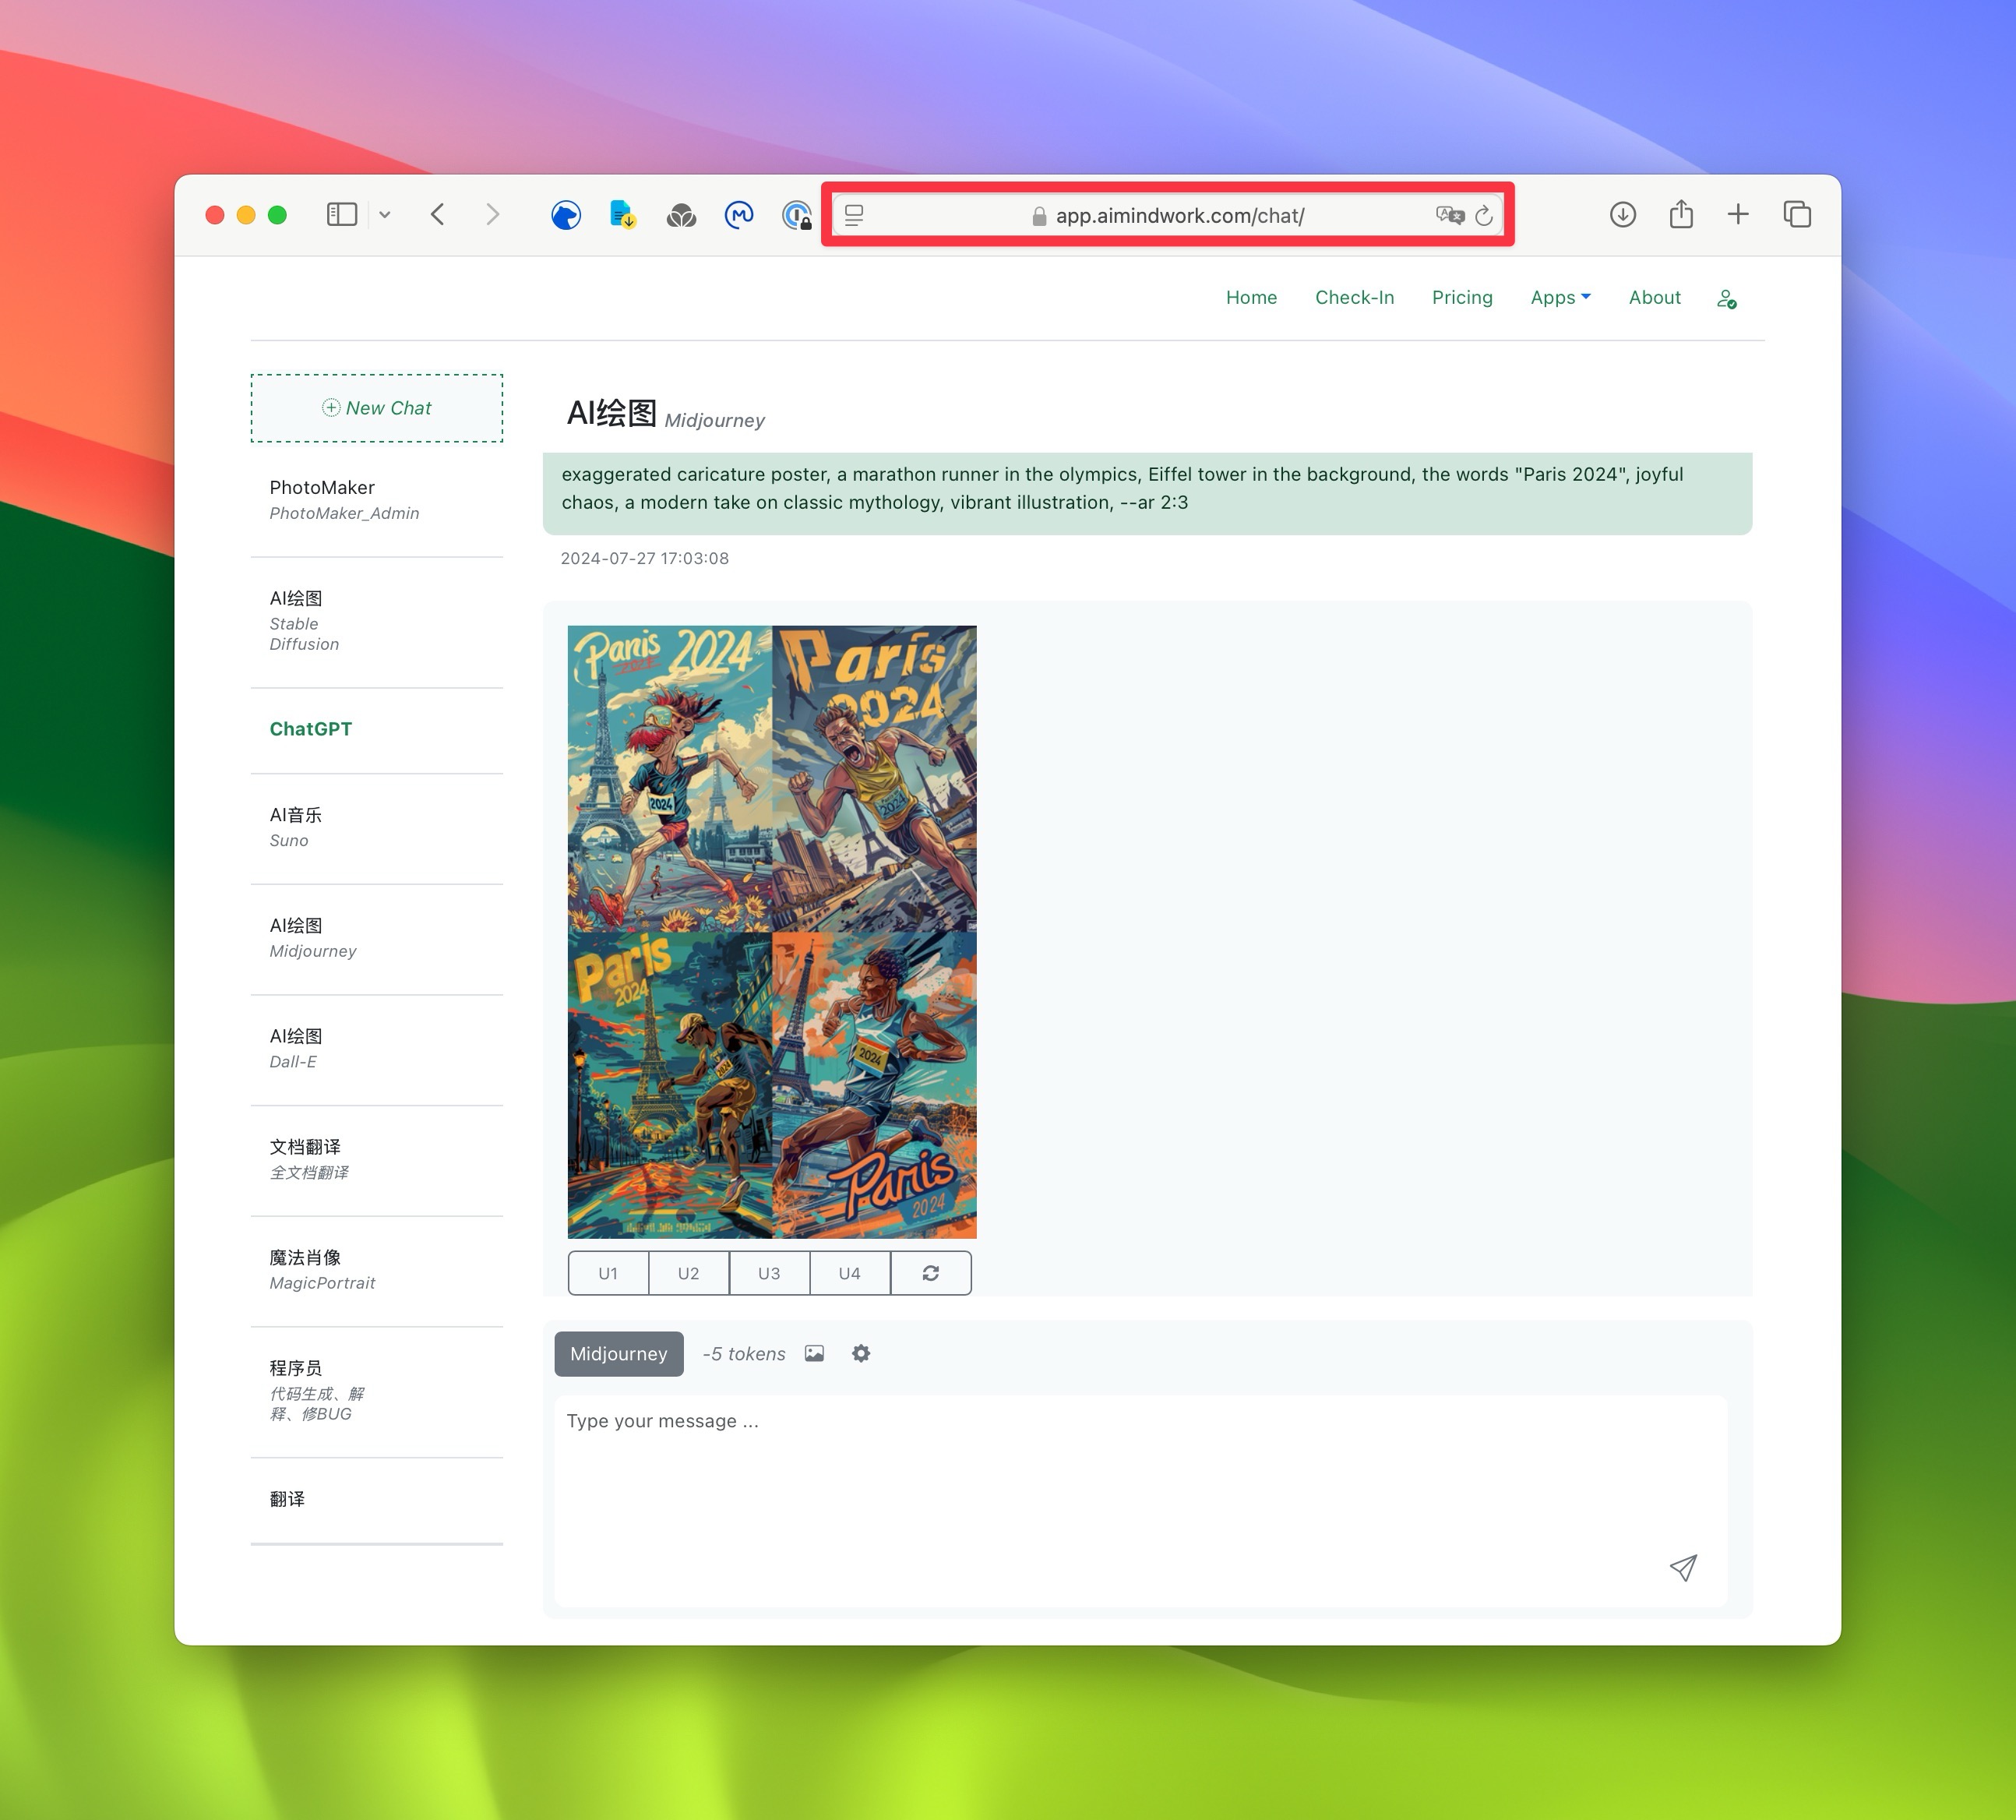 app.aimindwork.com/chat/
Home
Check-In
Pricing
Apps
About
New Chat
PhotoMaker
PhotoMaker_Admin
AI绘图
Stable
Diffusion
ChatGPT
AI音乐
Suno
AI绘图
Midjourney
AI绘图
Dall-E
文档翻译
全文档翻译
魔法肖像
MagicPortrait
程序员
代码生成、解
释、修BUG
翻译
AI绘图 Midjourney
exaggerated caricature poster, a marathon runner in the olympics, Eiffel tower in the background, the words "Paris 2024", joyful
chaos, a modern take on classic mythology, vibrant illustration, --ar 2:3
2024-07-27 17:03:08
Paris 2024
2024
Paris
2024
2024
Paris
2024
2024
2024
Paris
2024
U1
U2
U3
U4
Midjourney
-5 tokens
Type your message ...